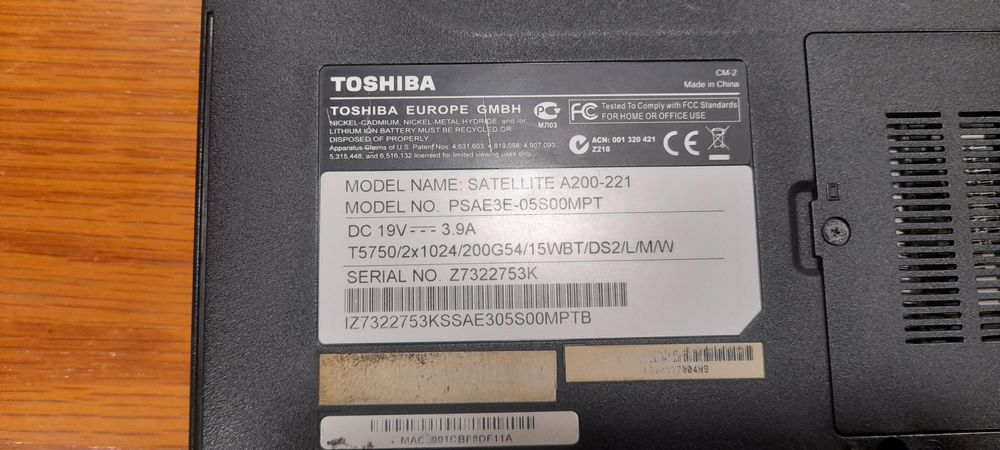 CM-2
TOSHIBA
Made in China
TOSHIBA EUROPE GMBH
NICKEL-CADMIUM, NICKEL-METAL HYDRIDE, and /or
LITHIUM ION BATTERY MUST BE RECYCLED OR
DISPOSED OF PROPERLY.
Apparatus Claims of U.S. Patent Nos. 4,631,603; 4,819,098; 4,907,093;
5,315,448; and 6,516,132 licensed for limited viewing uses only.
МЛ03
FC Tested To Comply with FCC Standards
FOR HOME OR OFFICE USE
ACN: 001 320 421
Z218
CE
MODEL NAME: SATELLITE A200-221
MODEL NO. PSAE3E-05S00MPT
DC 19V 3.9A
T5750/2x1024/200G54/15WBT/DS2/L/M/W
SERIAL NO. Z7322753K
IZ7322753KSSAE305S00MPTB
MAC 001CBF8DF11A